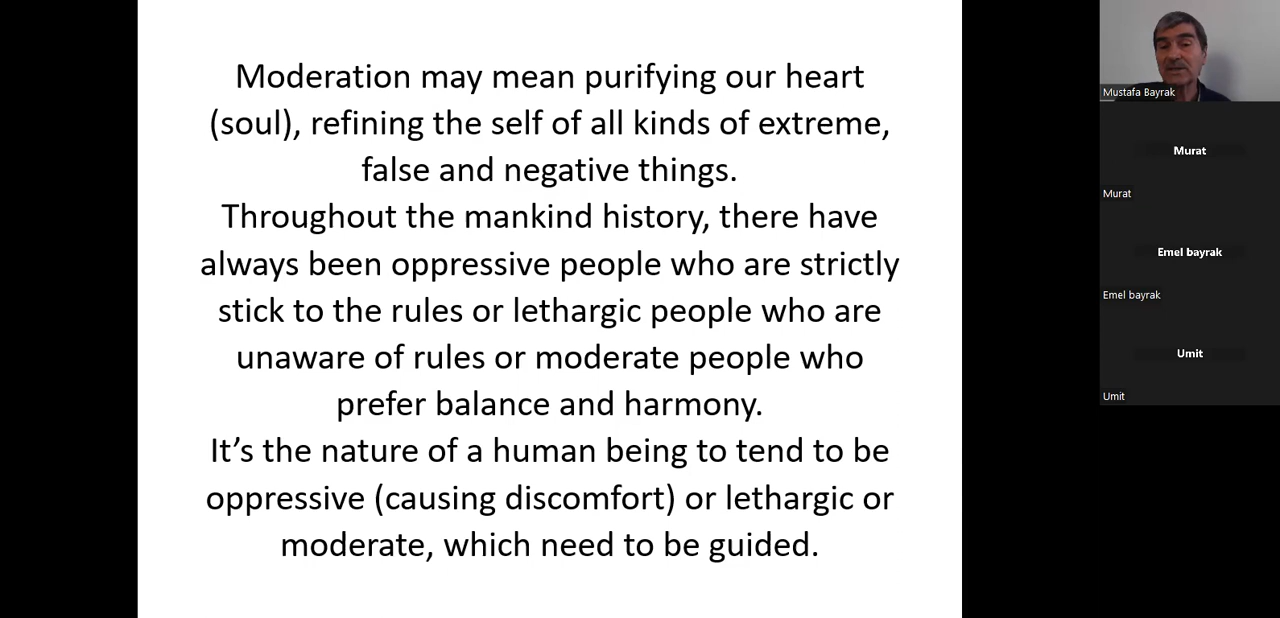 Moderation may mean purifying our heart
(soul), refining the self of all kinds of extreme,
false and negative things.
Throughout the mankind history, there have
always been oppressive people who are strictly
stick to the rules or lethargic people who are
unaware of rules or moderate people who
prefer balance and harmony.
It’s the nature of a human being to tend to be
oppressive (causing discomfort) or lethargic or
moderate, which need to be guided.
Mustafa Bayrak
Murat
Murat
Emel bayrak
Emel bayrak
Umit
Umit